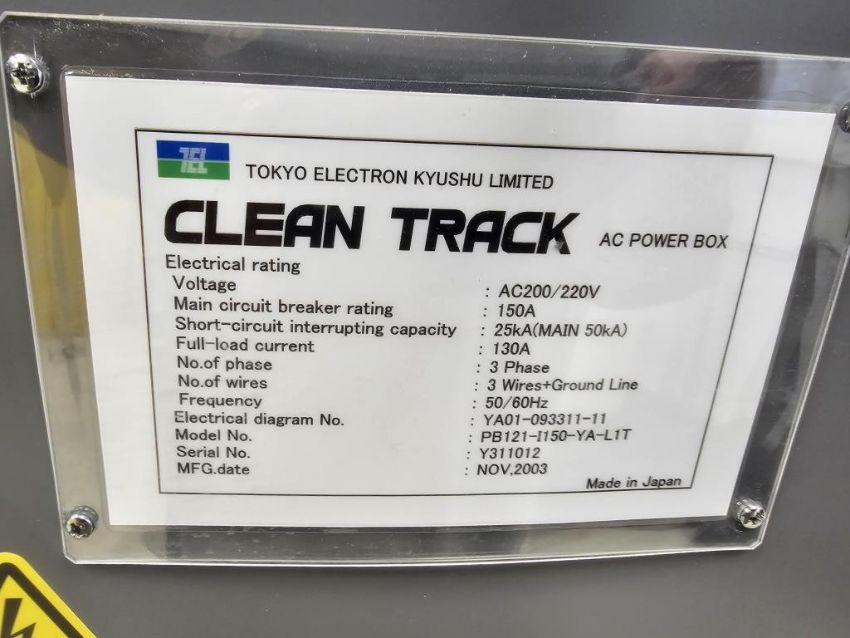 TEL
TOKYO ELECTRON KYUSHU LIMITED
CLEAN TRACK AC POWER BOX
Electrical rating
Voltage : AC200/220V
Main circuit breaker rating : 150A
Short-circuit interrupting capacity : 25kA(MAIN 50kA)
Full-load current : 130A
No.of phase : 3 Phase
No.of wires : 3 Wires+Ground Line
Frequency : 50/60Hz
Electrical diagram No. : YA01-093311-11
Model No. : PB121-I150-YA-L1T
Serial No. : Y311012
MFG.date : NOV,2003
Made in Japan